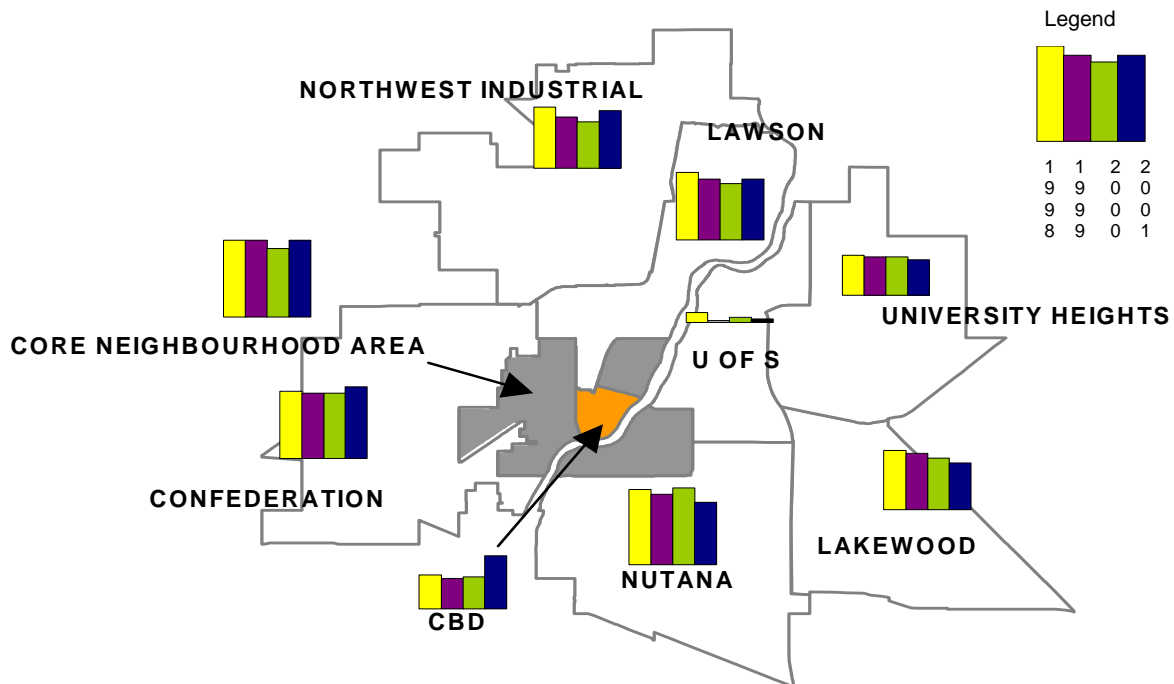 Legend
1 1 2 2
9 9 0 0
9 9 0 0
8 9 0 1
NORTHWEST INDUSTRIAL
LAWSON
UNIVERSITY HEIGHTS
CORE NEIGHBOURHOOD AREA
U OF S
CONFEDERATION
LAKEWOOD
NUTANA
CBD